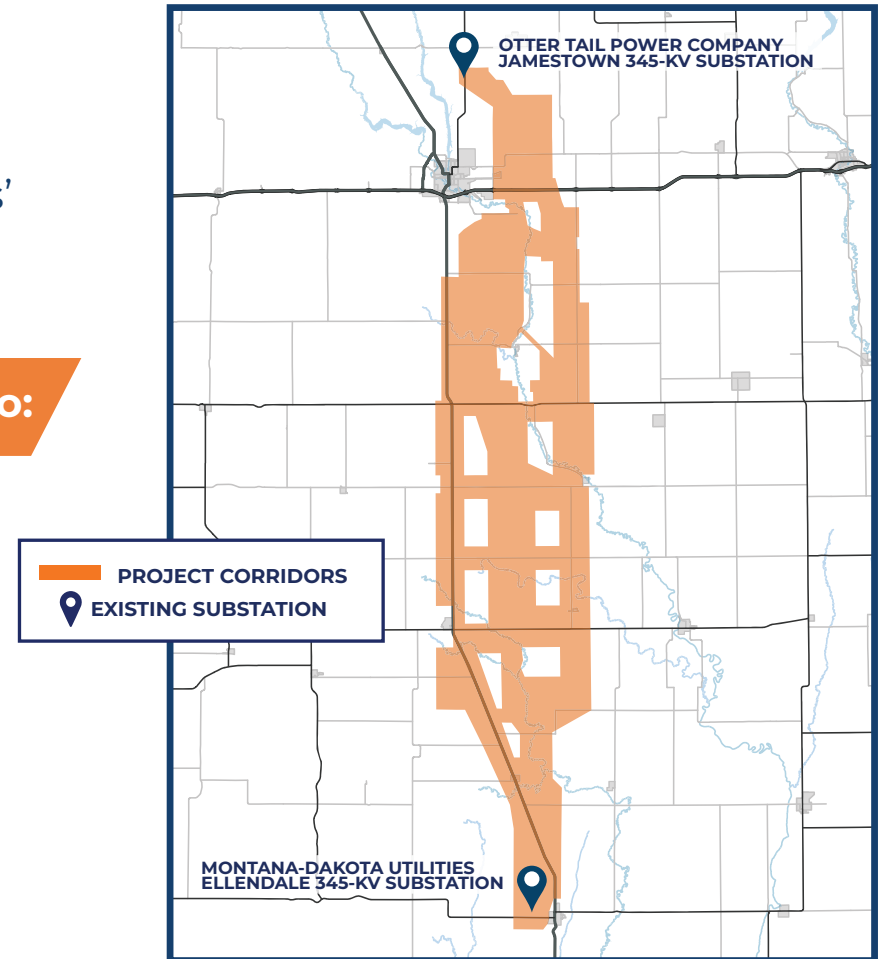 OTTER TAIL POWER COMPANY
JAMESTOWN 345-KV SUBSTATION
s'
o:
PROJECT CORRIDORS
EXISTING SUBSTATION
MONTANA-DAKOTA UTILITIES
ELLENDALE 345-KV SUBSTATION